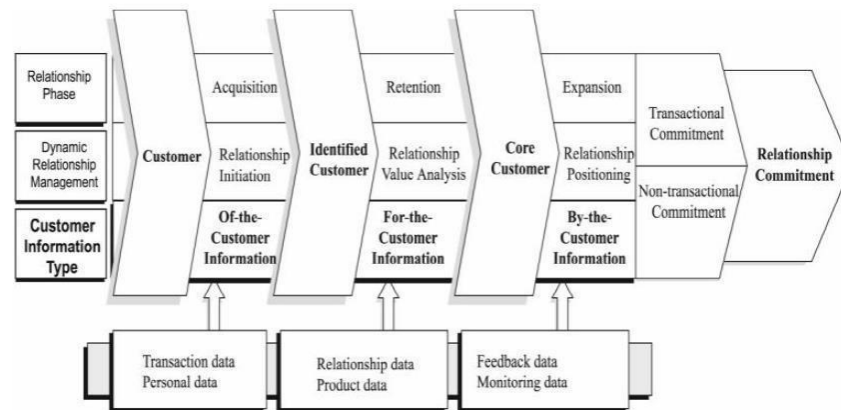 Relationship
Phase
Acquisition
Retention
Expansion
Dynamic
Relationship
Management
Customer
Relationship
Initiation
Identified
Customer
Relationship
Value Analysis
Core
Customer
Relationship
Positioning
Transactional
Commitment
Non-transactional
Commitment
Relationship
Commitment
Customer
Information
Type
Of-the-
Customer
Information
For-the-
Customer
Information
By-the-
Customer
Information
Transaction data
Personal data
Relationship data
Product data
Feedback data
Monitoring data